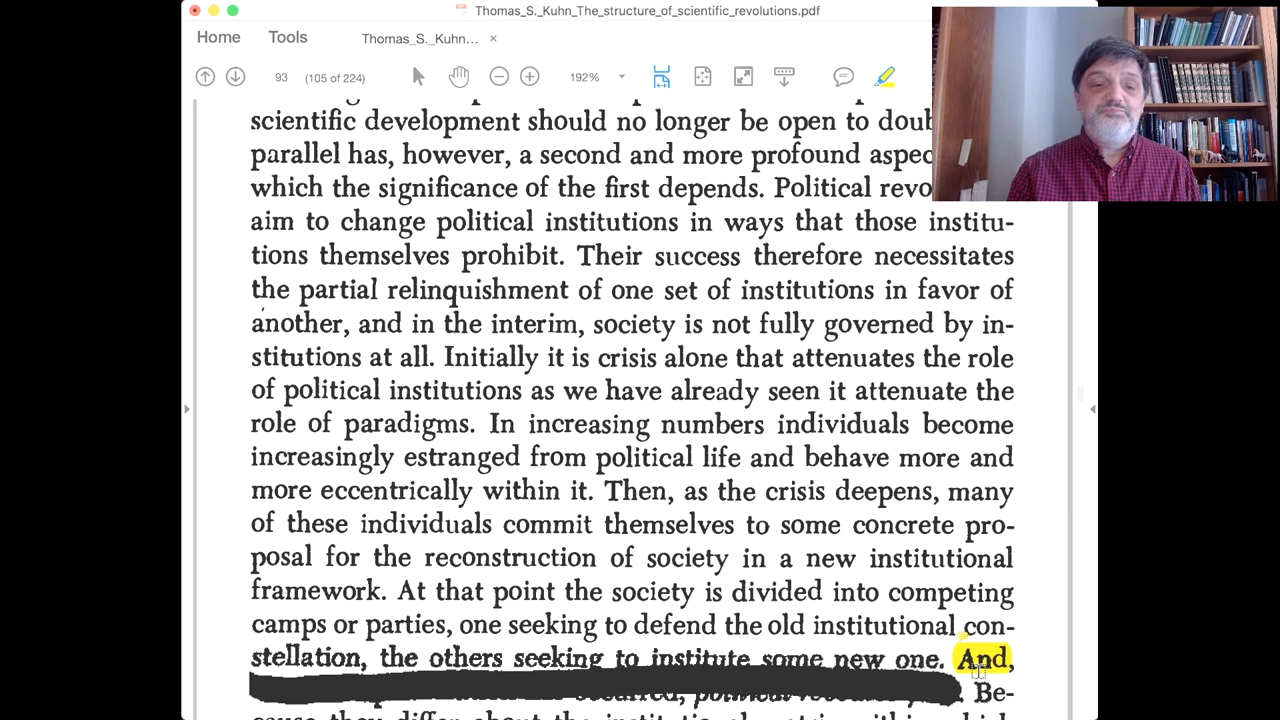 Thomas_S._Kuhn_The_structure_of_scientific_revolutions.pdf
Home Tools Thomas_S._Kuhn... ×
93 (105 of 224) 192%
scientific development should no longer be open to doub
parallel has, however, a second and more profound aspec
which the significance of the first depends. Political revo
aim to change political institutions in ways that those institu-
tions themselves prohibit. Their success therefore necessitates
the partial relinquishment of one set of institutions in favor of
another, and in the interim, society is not fully governed by in-
stitutions at all. Initially it is crisis alone that attenuates the role
of political institutions as we have already seen it attenuate the
role of paradigms. In increasing numbers individuals become
increasingly estranged from political life and behave more and
more eccentrically within it. Then, as the crisis deepens, many
of these individuals commit themselves to some concrete pro-
posal for the reconstruction of society in a new institutional
framework. At that point the society is divided into competing
camps or parties, one seeking to defend the old institutional con-
stellation, the others seeking to institute some new one. And,
. Be-